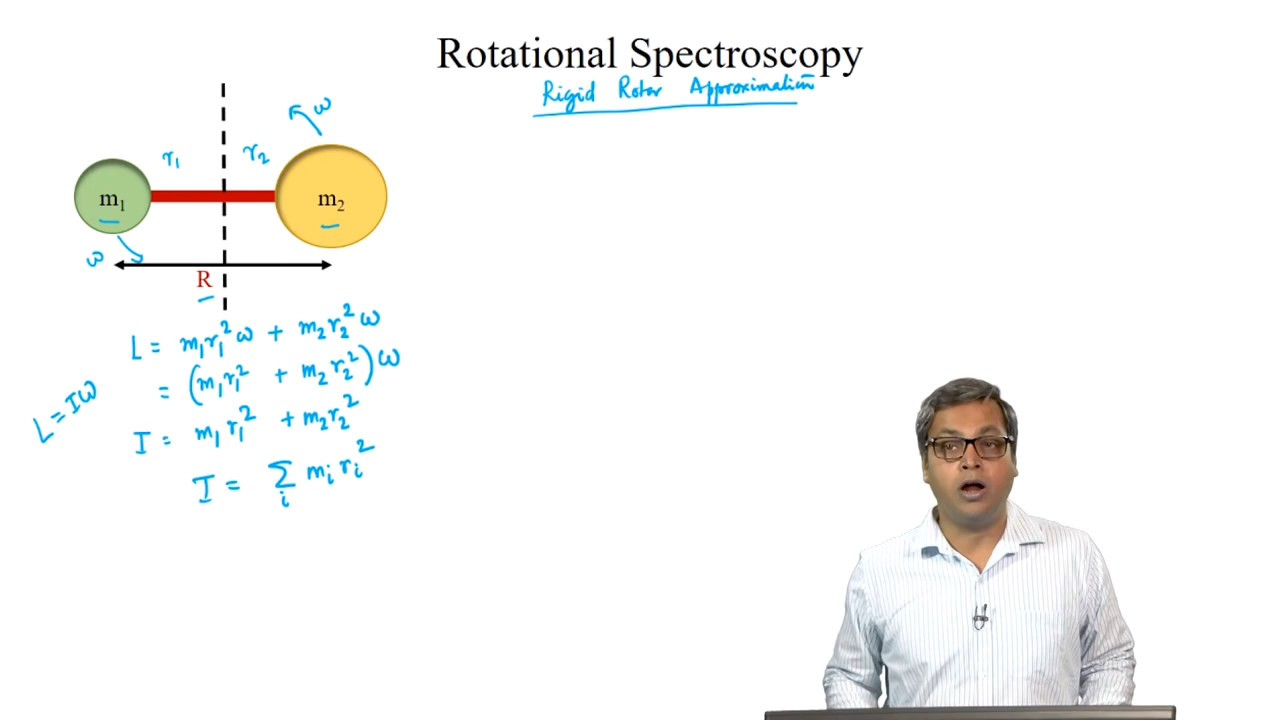 Rotational Spectroscopy
Rigid Rotor Approximation
ω
r₁ r₂
m₁ m₂
ω
R
L = m₁r₁²ω + m₂r₂²ω
= (m₁r₁² + m₂r₂²)ω
L = Iω
I = m₁r₁² + m₂r₂²
I = Σᵢ mᵢrᵢ²